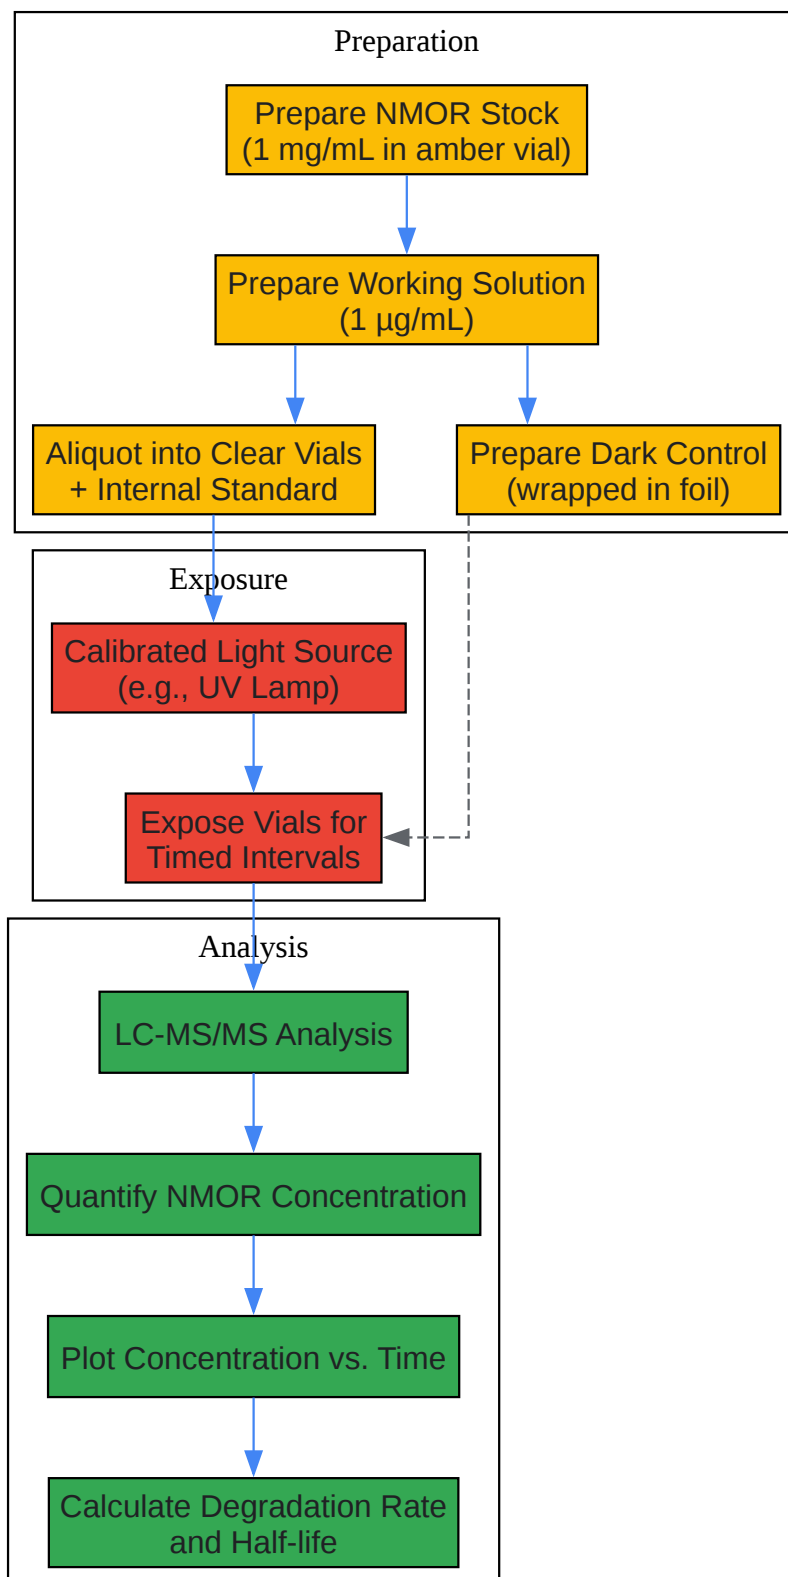 Preparation
Prepare NMOR Stock
(1 mg/mL in amber vial)
Prepare Working Solution
(1 µg/mL)
Aliquot into Clear Vials
+ Internal Standard
Prepare Dark Control
(wrapped in foil)
Exposure
Calibrated Light Source
(e.g., UV Lamp)
Expose Vials for
Timed Intervals
Analysis
LC-MS/MS Analysis
Quantify NMOR Concentration
Plot Concentration vs. Time
Calculate Degradation Rate
and Half-life